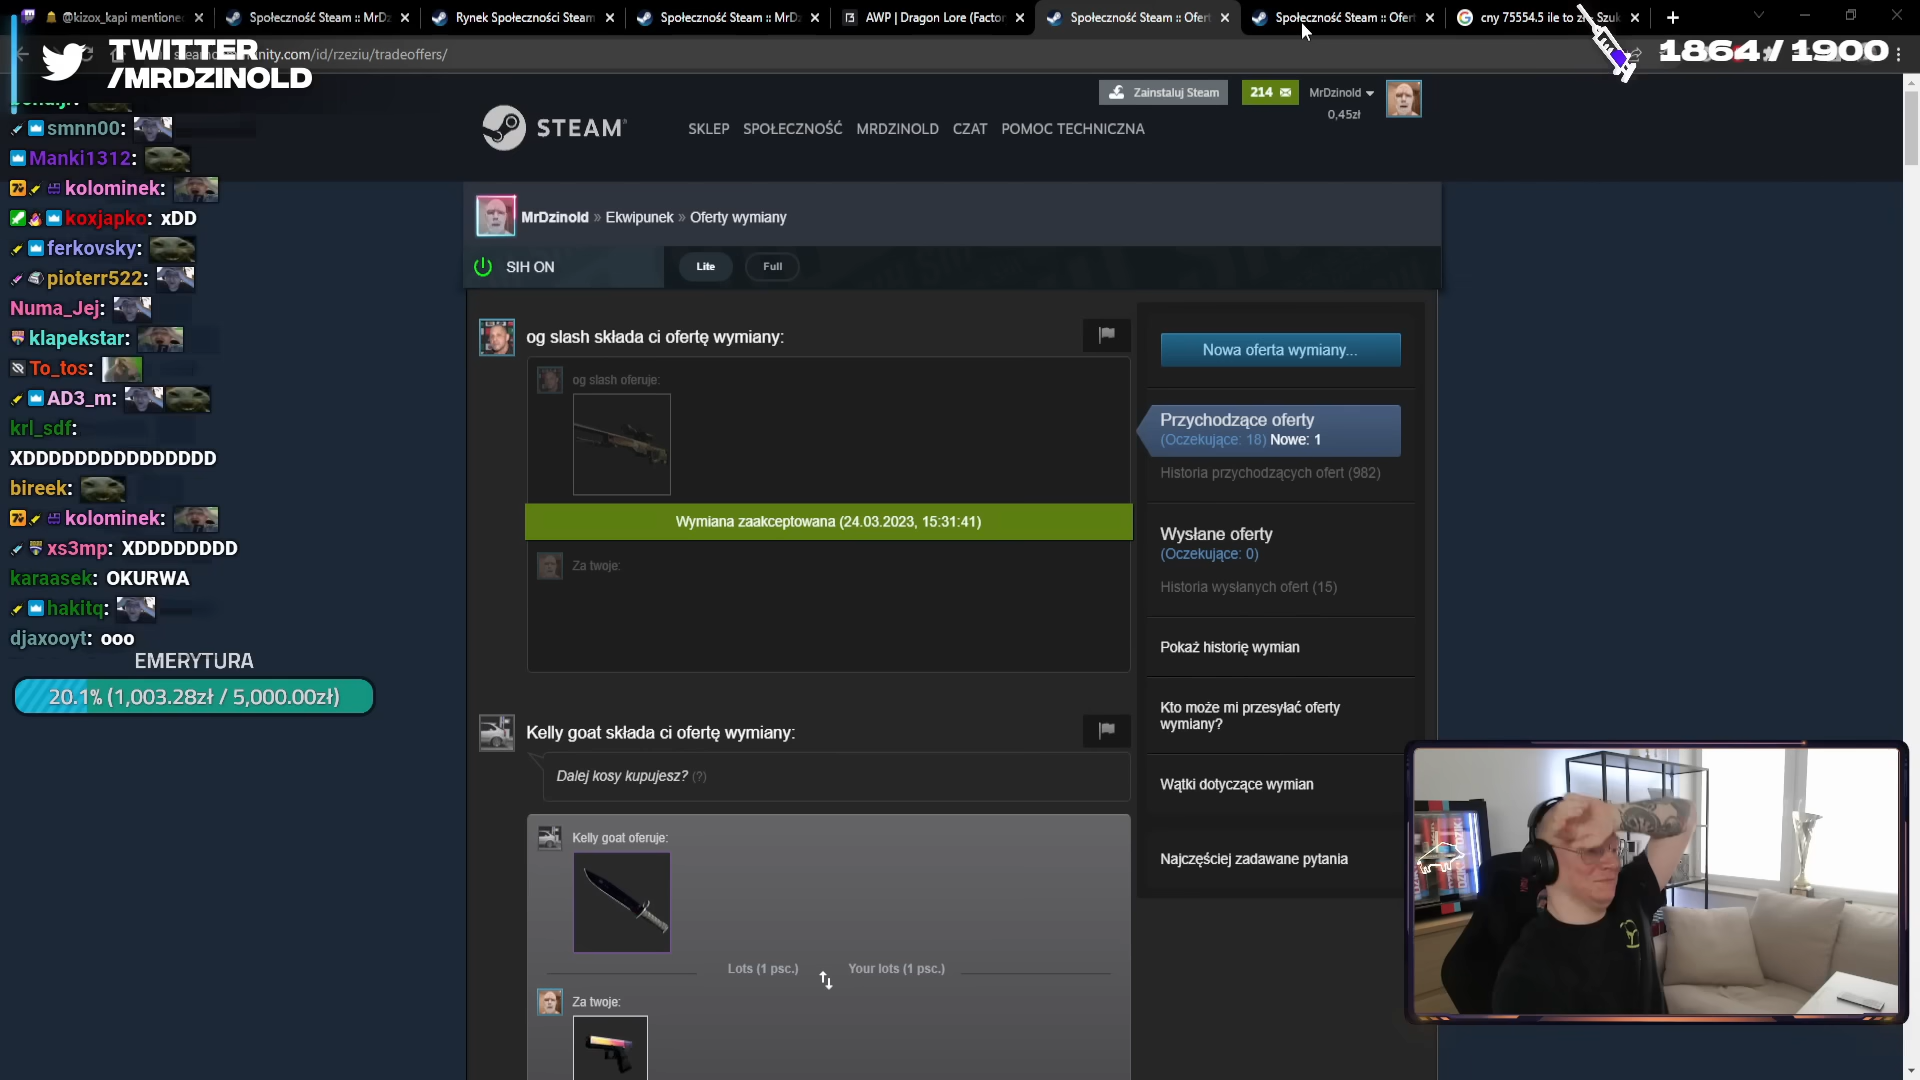 @kizox_kapi mentione
Społeczność Steam :: MrDz
Rynek Społeczności Steam
Społeczność Steam :: MrDz
AWP | Dragon Lore (Factor
Społeczność Steam :: Ofert
Społeczność Steam :: Ofert
cny 75554.5 ile to zł - Szuk
TWITTER
/MRDZINOLD
nity.com/id/rzeziu/tradeoffers/
1864 / 1900
Zainstaluj Steam
214
MrDzinold
0,45zł
STEAM
SKLEP
SPOŁECZNOŚĆ
MRDZINOLD
CZAT
POMOC TECHNICZNA
MrDzinold » Ekwipunek » Oferty wymiany
SIH ON
Lite
Full
smnn00:
Manki1312:
kolominek:
koxjapko: xDD
ferkovsky:
pioterr522:
Numa_Jej:
klapekstar:
To_tos:
AD3_m:
krl_sdf:
XDDDDDDDDDDDDDDD
bireek:
kolominek:
xs3mp: XDDDDDDDD
karaasek: OKURWA
hakitq:
djaxooyt: ooo
EMERYTURA
20.1% (1,003.28zł / 5,000.00zł)
og slash składa ci ofertę wymiany:
og slash oferuje:
Wymiana zaakceptowana (24.03.2023, 15:31:41)
Za twoje:
Kelly goat składa ci ofertę wymiany:
Dalej kosy kupujesz? (?)
Kelly goat oferuje:
Lots (1 psc.)
Your lots (1 psc.)
Za twoje:
Nowa oferta wymiany...
Przychodzące oferty
(Oczekujące: 18) Nowe: 1
Historia przychodzących ofert (982)
Wysłane oferty
(Oczekujące: 0)
Historia wysłanych ofert (15)
Pokaż historię wymian
Kto może mi przesyłać oferty
wymiany?
Wątki dotyczące wymian
Najczęściej zadawane pytania